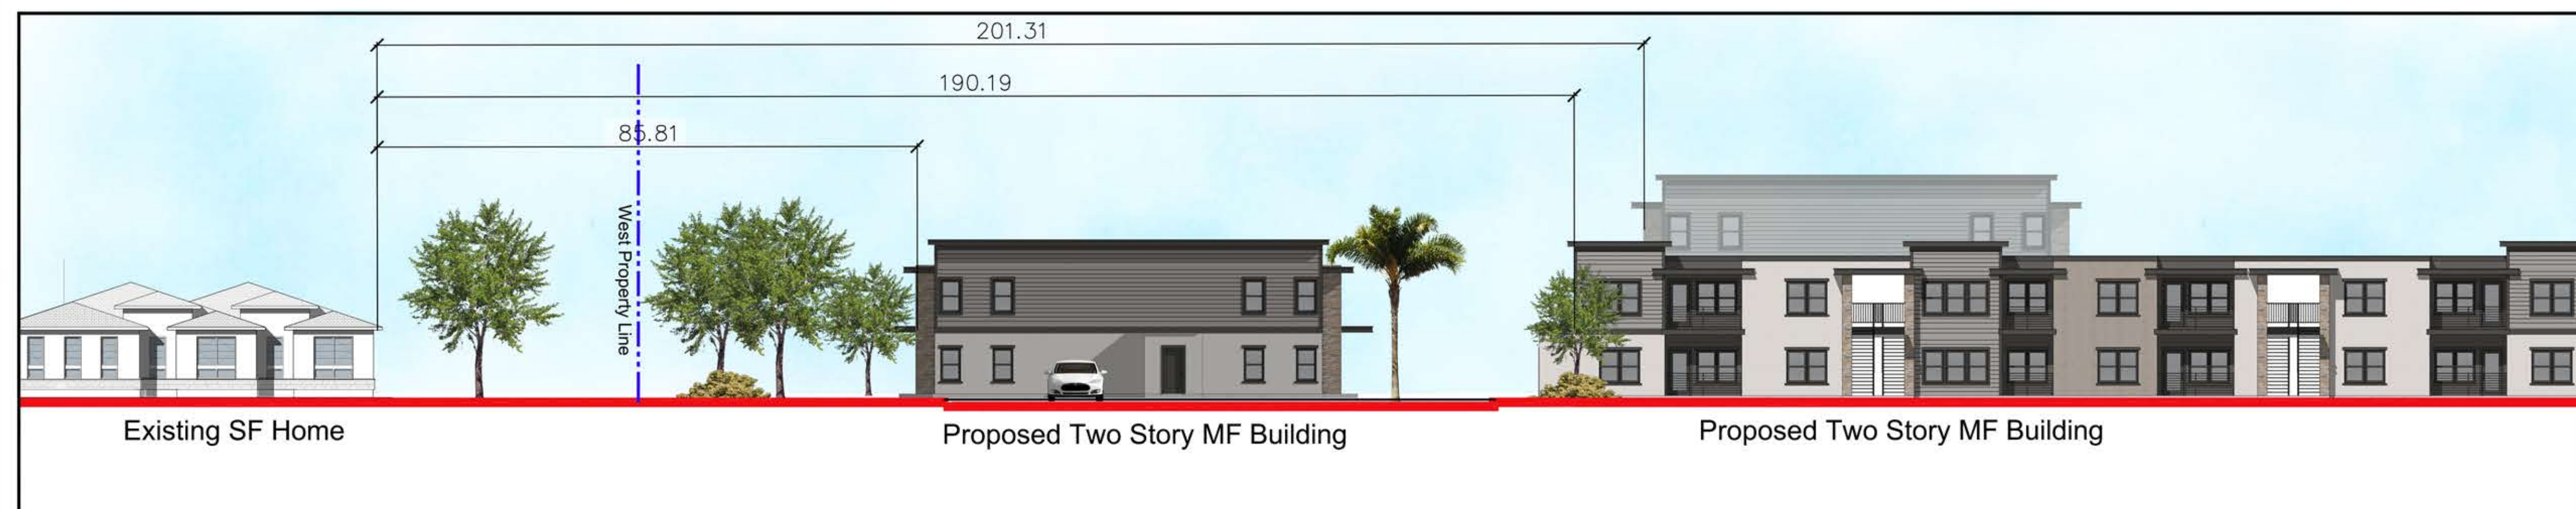 201.31
190.19
85.81
West Property Line
Existing SF Home
Proposed Two Story MF Building
Proposed Two Story MF Building